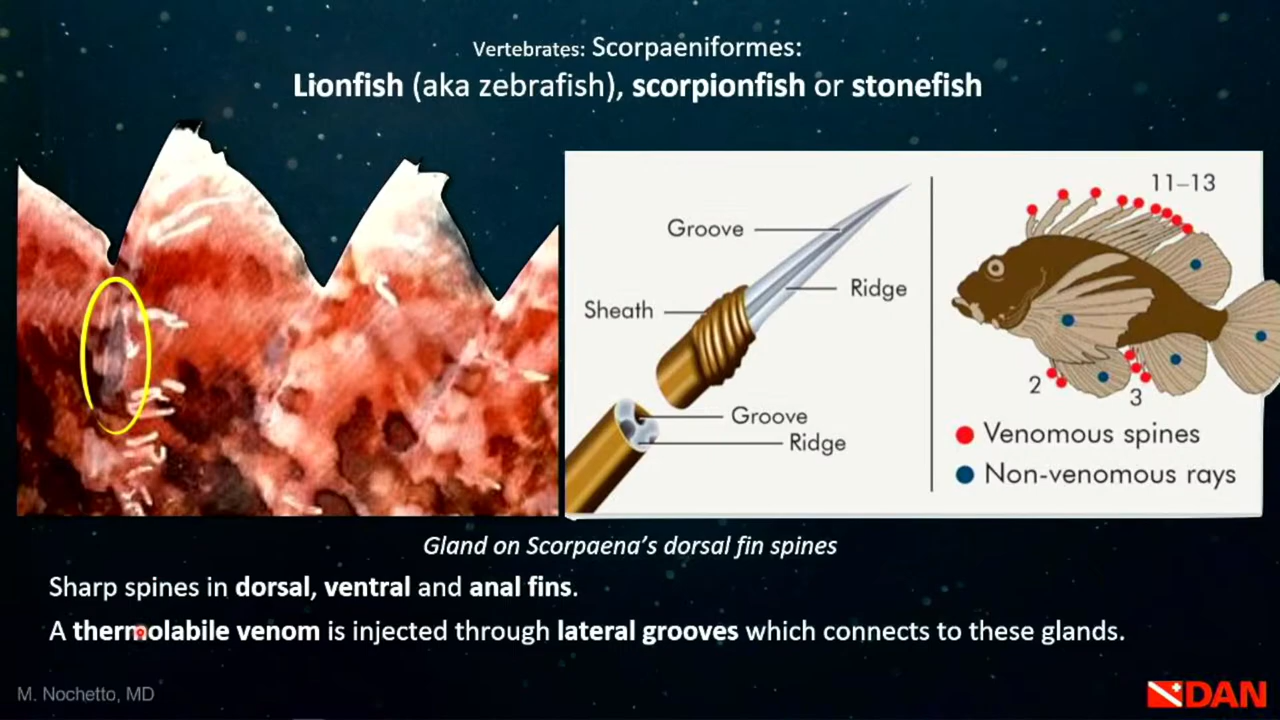 Vertebrates: Scorpaeniformes:
Lionfish (aka zebrafish), scorpionfish or stonefish
Groove
Ridge
Sheath
Groove
Ridge
11–13
2
3
Venomous spines
Non-venomous rays
Gland on Scorpaena's dorsal fin spines
Sharp spines in dorsal, ventral and anal fins.
A thermolabile venom is injected through lateral grooves which connects to these glands.
M. Nochetto, MD
DAN